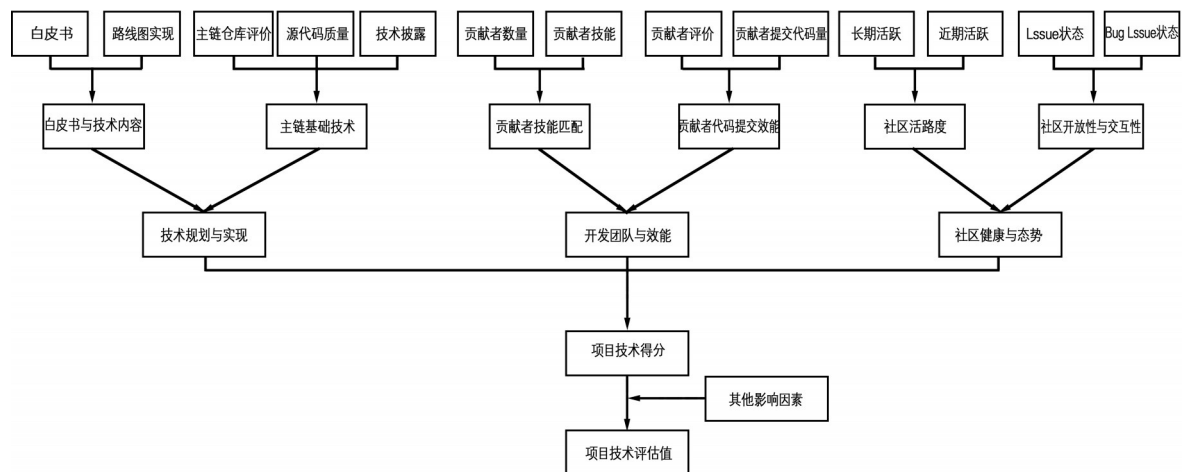 白皮书
路线图实现
主链仓库评价
源代码质量
技术披露
贡献者数量
贡献者技能
贡献者评价
贡献者提交代码量
长期活跃
近期活跃
Lssue状态
Bug Lssue状态
白皮书与技术内容
主链基础技术
贡献者技能匹配
贡献者代码提交效能
社区活路度
社区开放性与交互性
技术规划与实现
开发团队与效能
社区健康与态势
项目技术得分
其他影响因素
项目技术评估值